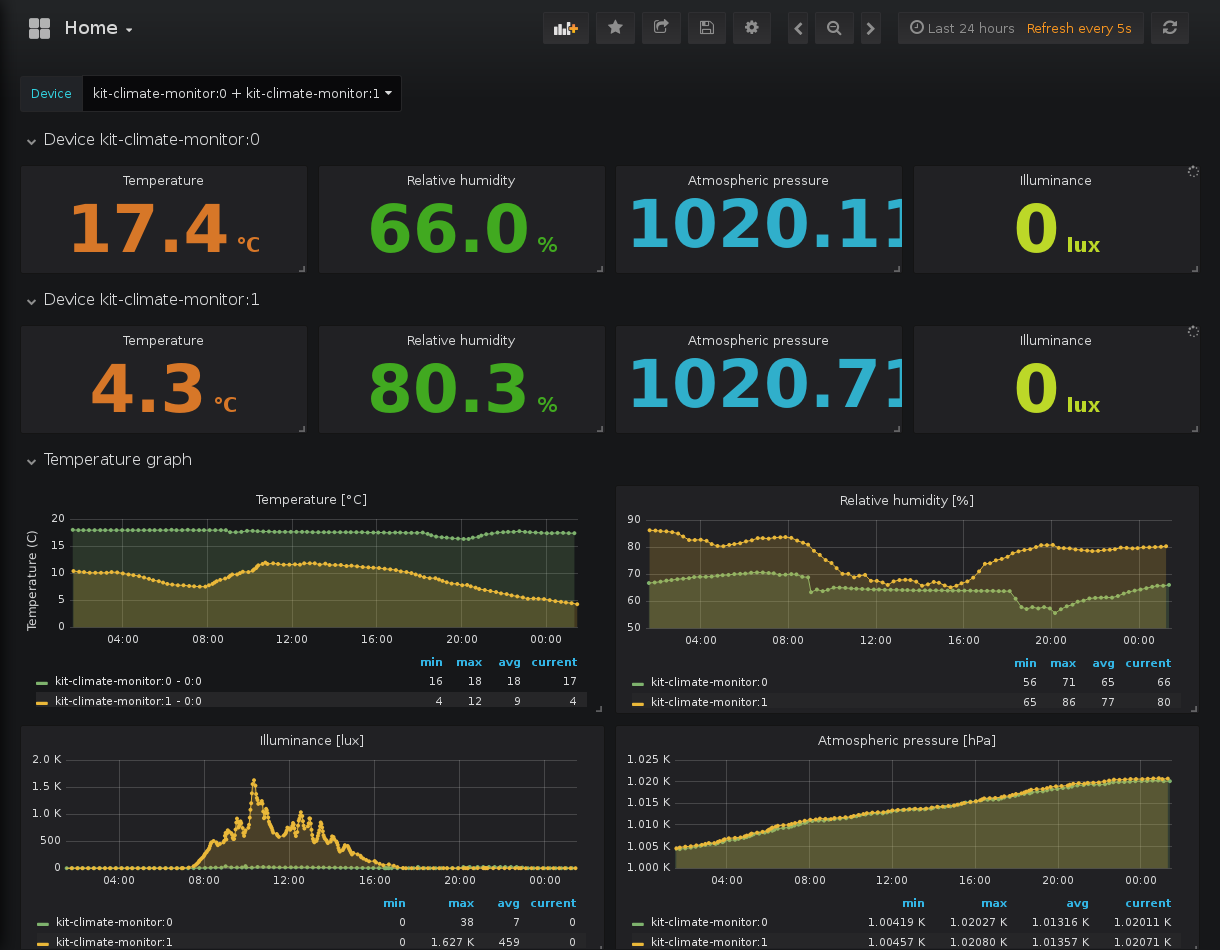 Home
Last 24 hours Refresh every 5s
Device kit-climate-monitor:0 + kit-climate-monitor:1
Device kit-climate-monitor:0
Temperature
17.4 °C
Relative humidity
66.0 %
Atmospheric pressure
1020.11
Illuminance
0 lux
Device kit-climate-monitor:1
Temperature
4.3 °C
Relative humidity
80.3 %
Atmospheric pressure
1020.71
Illuminance
0 lux
Temperature graph
Temperature [°C]
Temperature (C)
20
15
10
5
0
04:00 08:00 12:00 16:00 20:00 00:00
min max avg current
kit-climate-monitor:0 - 0:0 16 18 18 17
kit-climate-monitor:1 - 0:0 4 12 9 4
Relative humidity [%]
90
80
70
60
50
04:00 08:00 12:00 16:00 20:00 00:00
min max avg current
kit-climate-monitor:0 56 71 65 66
kit-climate-monitor:1 65 86 77 80
Illuminance [lux]
2.0 K
1.5 K
1.0 K
500
0
04:00 08:00 12:00 16:00 20:00 00:00
min max avg current
kit-climate-monitor:0 0 38 7 0
kit-climate-monitor:1 0 1.627 K 459 0
Atmospheric pressure [hPa]
1.025 K
1.020 K
1.015 K
1.010 K
1.005 K
1.000 K
04:00 08:00 12:00 16:00 20:00 00:00
min max avg current
kit-climate-monitor:0 1.00419 K 1.02027 K 1.01316 K 1.02011 K
kit-climate-monitor:1 1.00457 K 1.02080 K 1.01357 K 1.02071 K